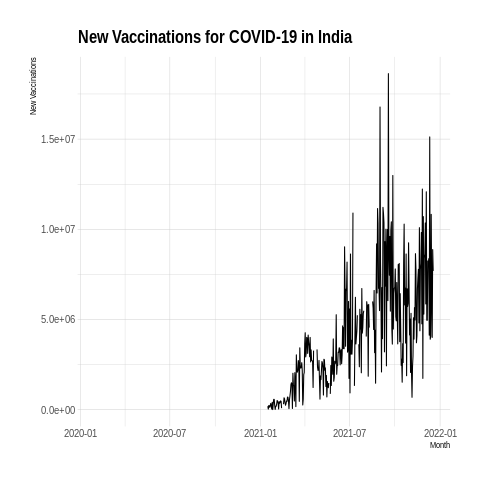 New Vaccinations for COVID-19 in India
New Vaccinations
1.5e+07
1.0e+07
5.0e+06
0.0e+00
2020-01 2020-07 2021-01 2021-07 2022-01
Month